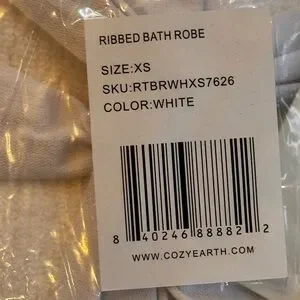 RIBBED BATH ROBE
SIZE:XS
SKU:RTBRWHXS7626
COLOR:WHITE
8 40246 88882 2
WWW.COZYEARTH.COM